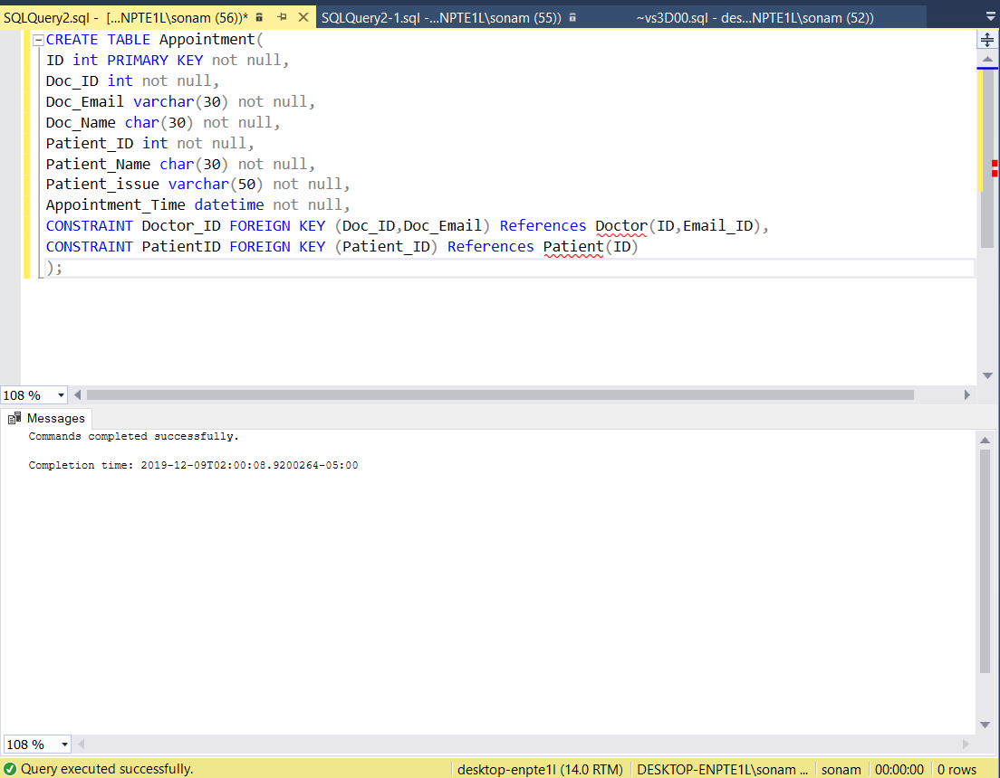 SQLQuery2.sql - [...NPTE1L\sonam (56))* SQLQuery2-1.sql -...NPTE1L\sonam (55)) ~vs3D00.sql - des...NPTE1L\sonam (52))
CREATE TABLE Appointment(
ID int PRIMARY KEY not null,
Doc_ID int not null,
Doc_Email varchar(30) not null,
Doc_Name char(30) not null,
Patient_ID int not null,
Patient_Name char(30) not null,
Patient_issue varchar(50) not null,
Appointment_Time datetime not null,
CONSTRAINT Doctor_ID FOREIGN KEY (Doc_ID,Doc_Email) References Doctor(ID,Email_ID),
CONSTRAINT PatientID FOREIGN KEY (Patient_ID) References Patient(ID)
);
108 %
Messages
Commands completed successfully.
Completion time: 2019-12-09T02:00:08.9200264-05:00
108 %
Query executed successfully. desktop-enpte1l (14.0 RTM) DESKTOP-ENPTE1L\sonam ... sonam 00:00:00 0 rows